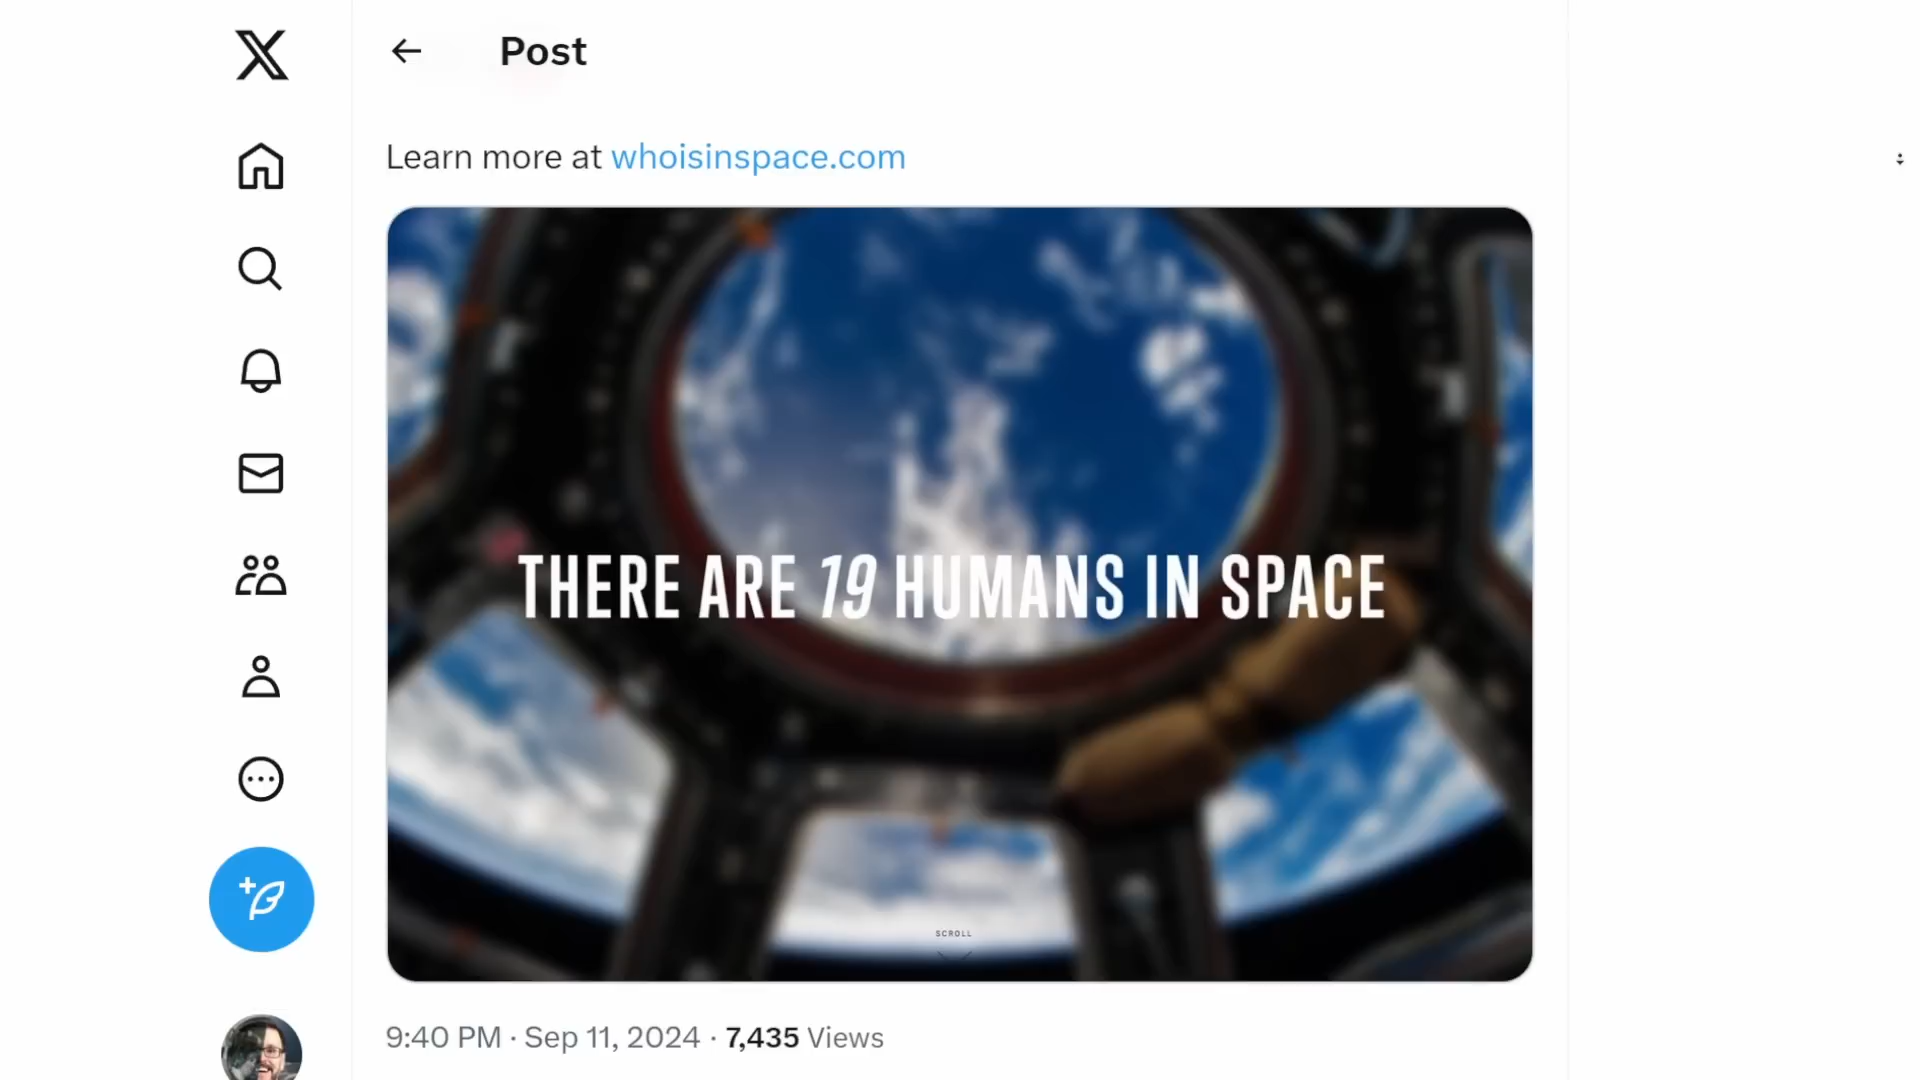 Post
Learn more at whoisinspace.com
THERE ARE 19 HUMANS IN SPACE
SCROLL
9:40 PM · Sep 11, 2024 · 7,435 Views